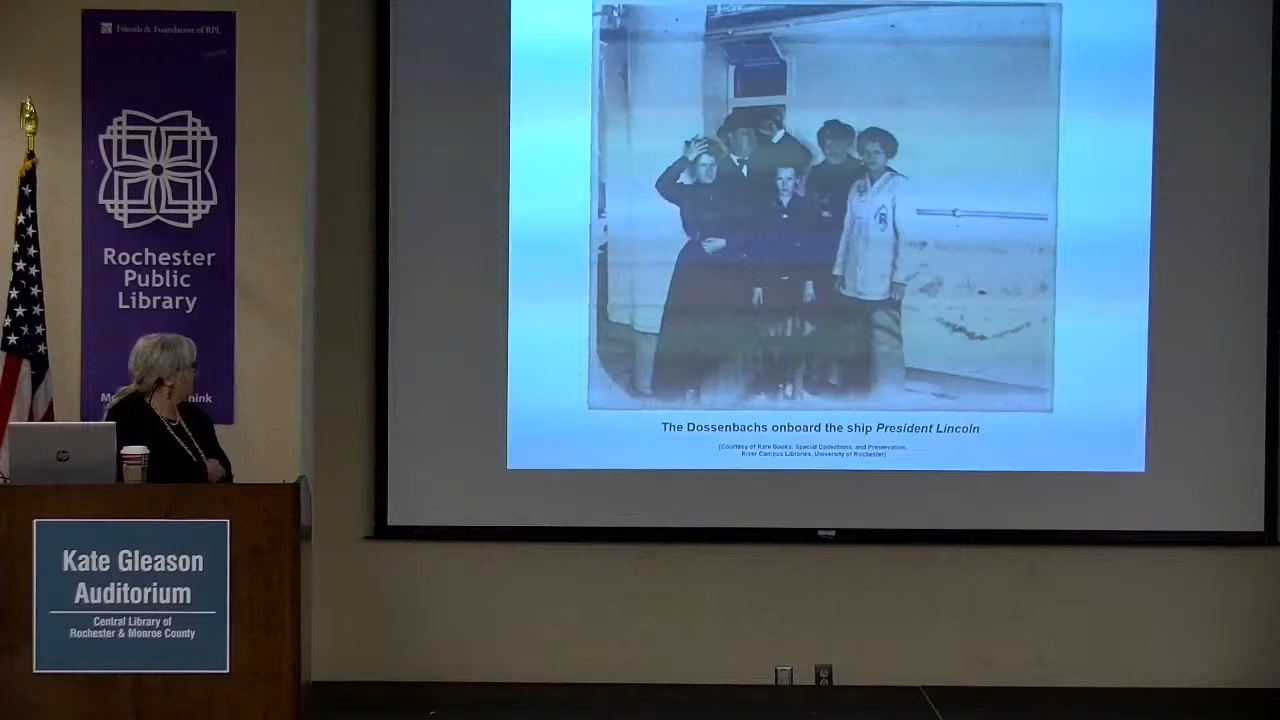 Friends & Foundation of RPL
Rochester
Public
Library
The Dossenbachs onboard the ship President Lincoln
(Courtesy of Rare Books, Special Collections, and Preservation,
River Campus Libraries, University of Rochester)
hp
Kate Gleason
Auditorium
Central Library of
Rochester & Monroe County